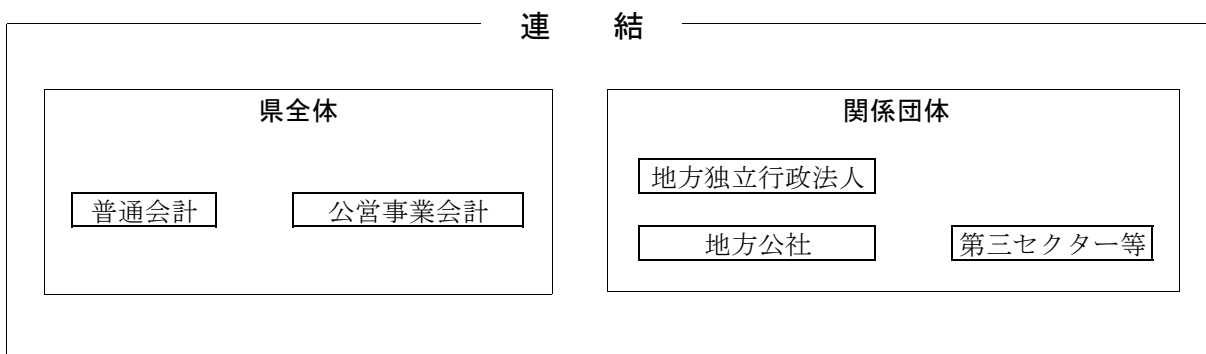 連　結
県全体
普通会計
公営事業会計
関係団体
地方独立行政法人
地方公社
第三セクター等